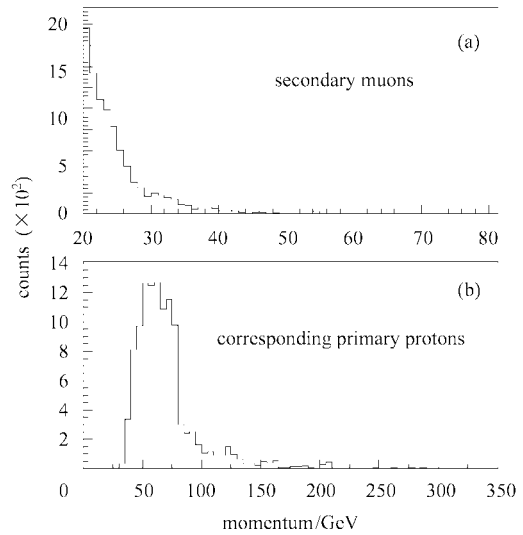 20
15
10
5
0
(a)
secondary muons
20 30 40 50 60 70 80
counts (×10²)
14
12
10
8
6
4
2
0
(b)
corresponding primary protons
50 100 150 200 250 300 350
momentum/GeV